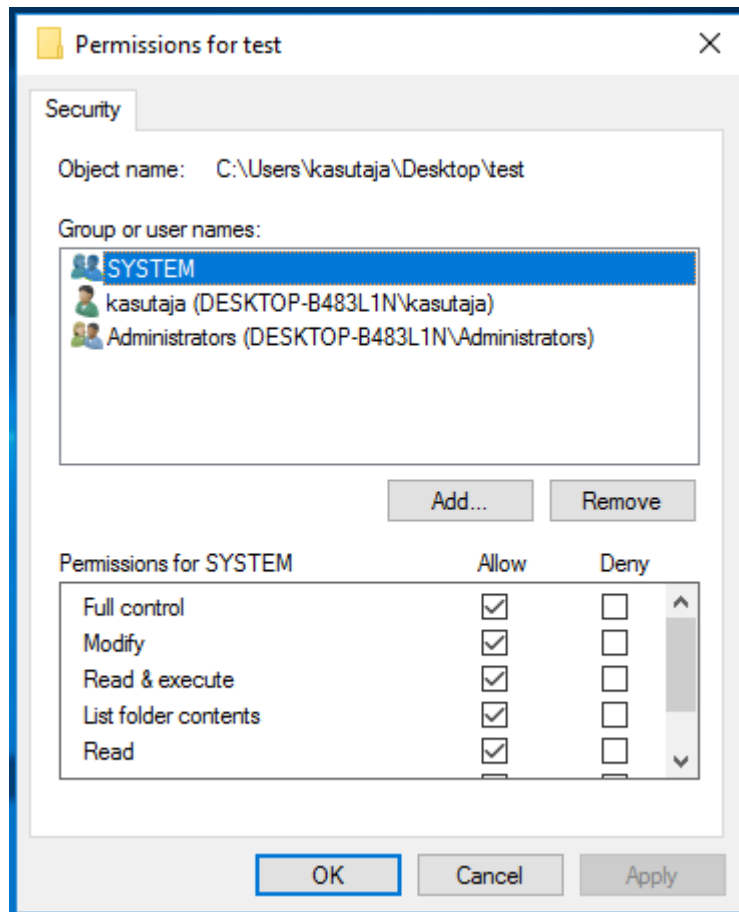 Permissions for test
Security
Object name: C:\Users\kasutaja\Desktop\test
Group or user names:
SYSTEM
kasutaja (DESKTOP-B483L1N\kasutaja)
Administrators (DESKTOP-B483L1N\Administrators)
Add... Remove
Permissions for SYSTEM Allow Deny
Full control
Modify
Read & execute
List folder contents
Read
OK Cancel Apply